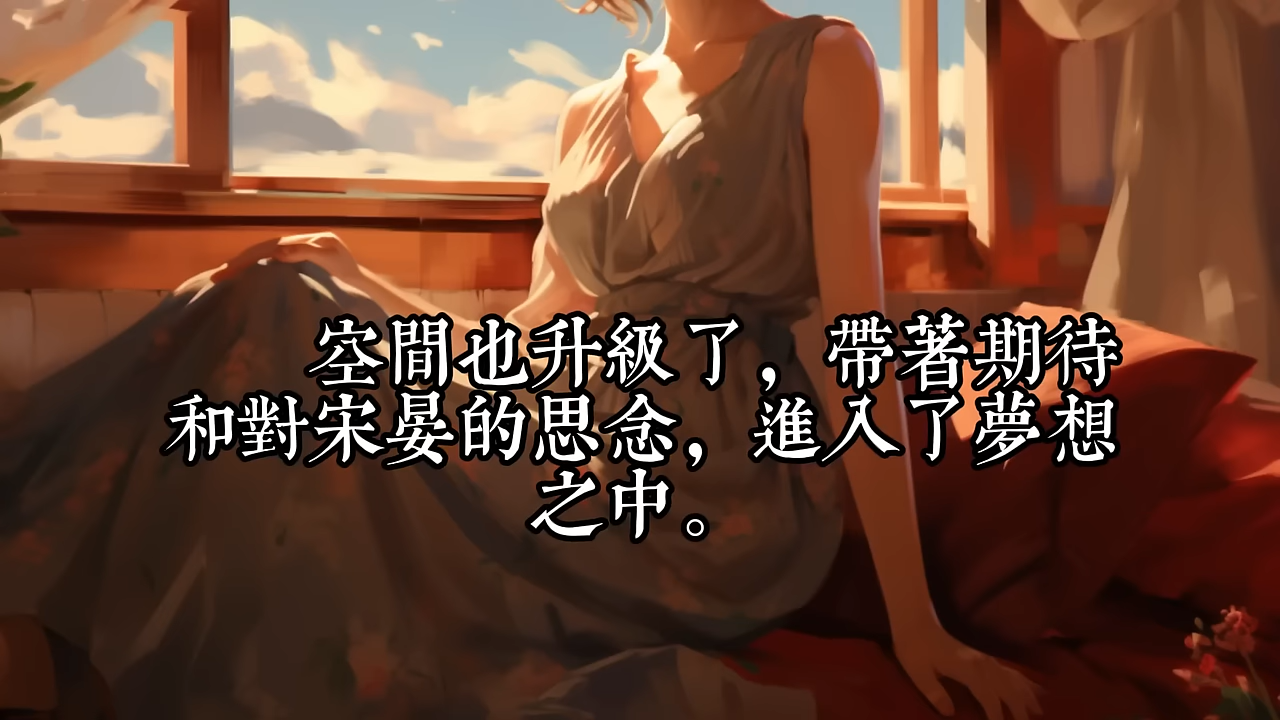 空間也升級了，帶著期待
和對宋晏的思念，進入了夢想
之中。